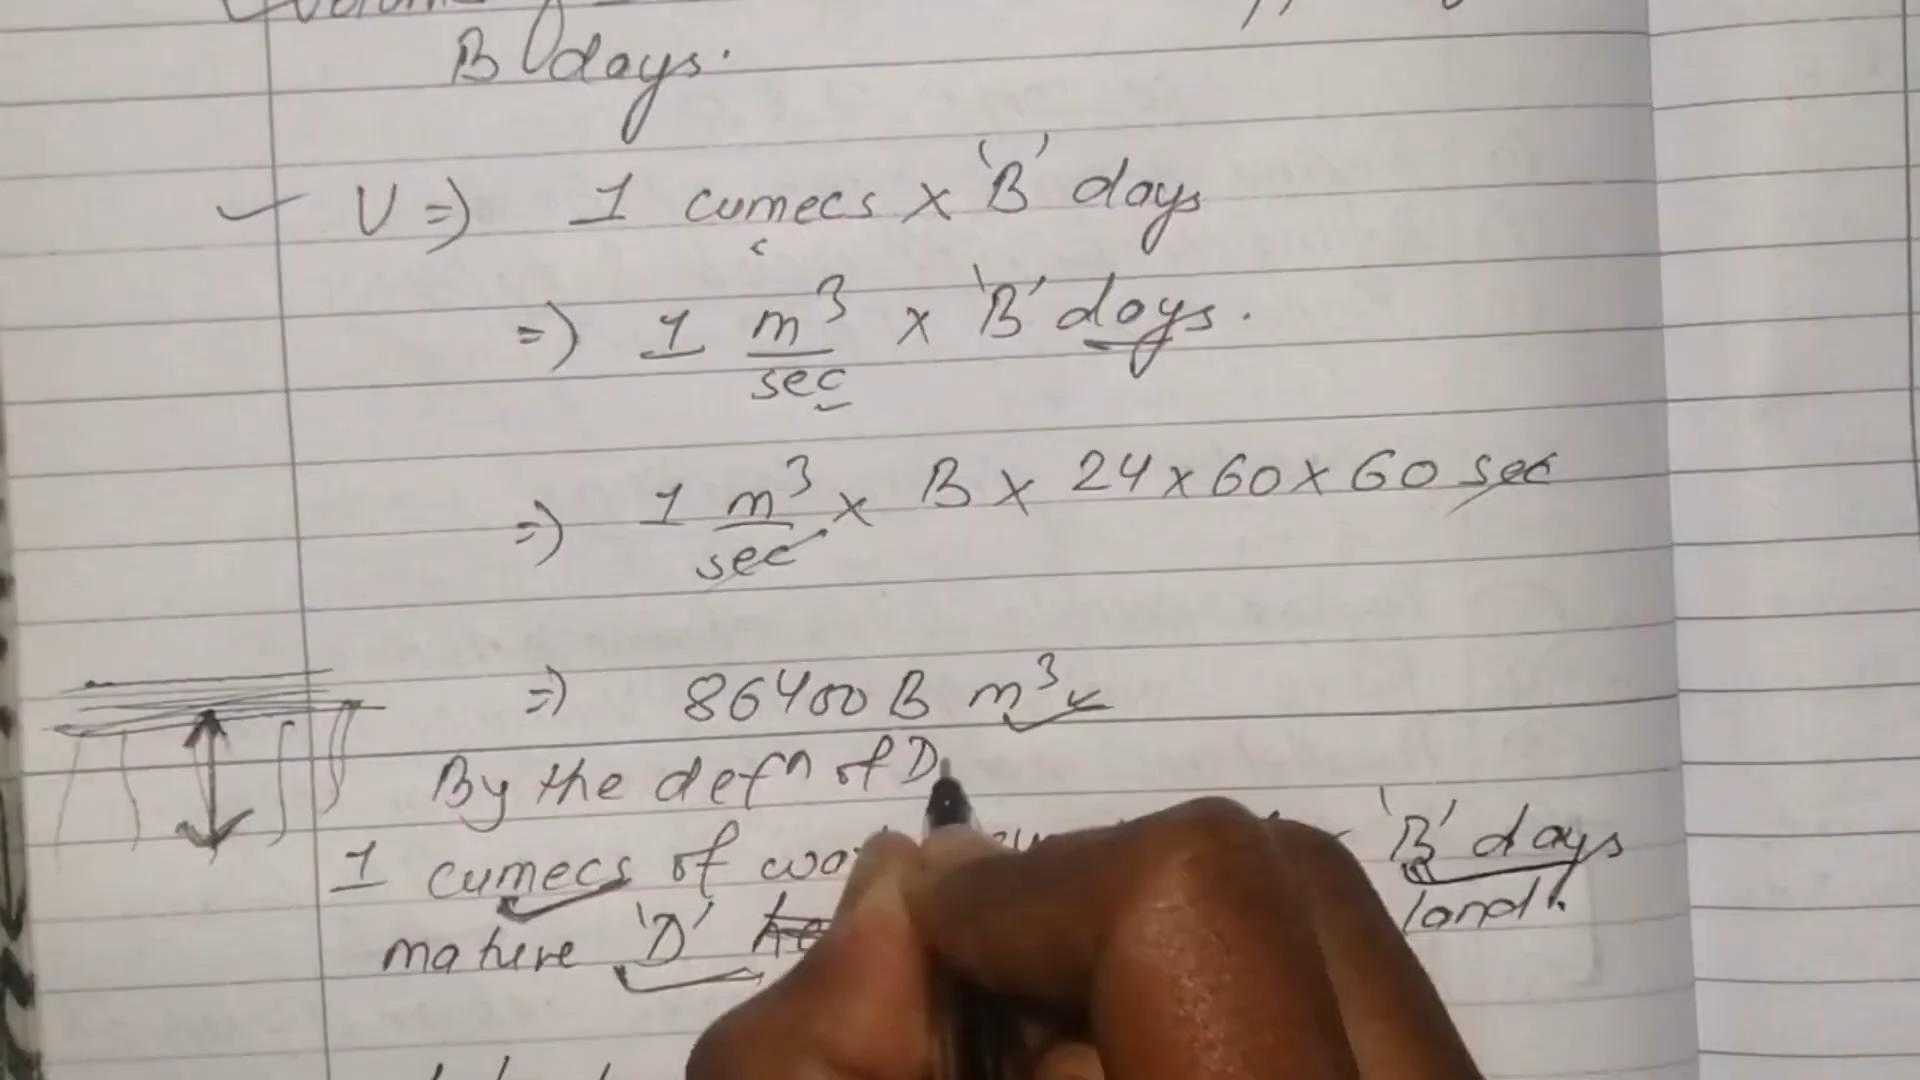 B days.
V => 1 cumecs x 'B' days
=> 1 m³/sec x 'B' days.
=> 1 m³/sec x B x 24 x 60 x 60 sec
=> 86400 B m³
By the defn of D
1 cumecs of 'B' days
mature 'D' land